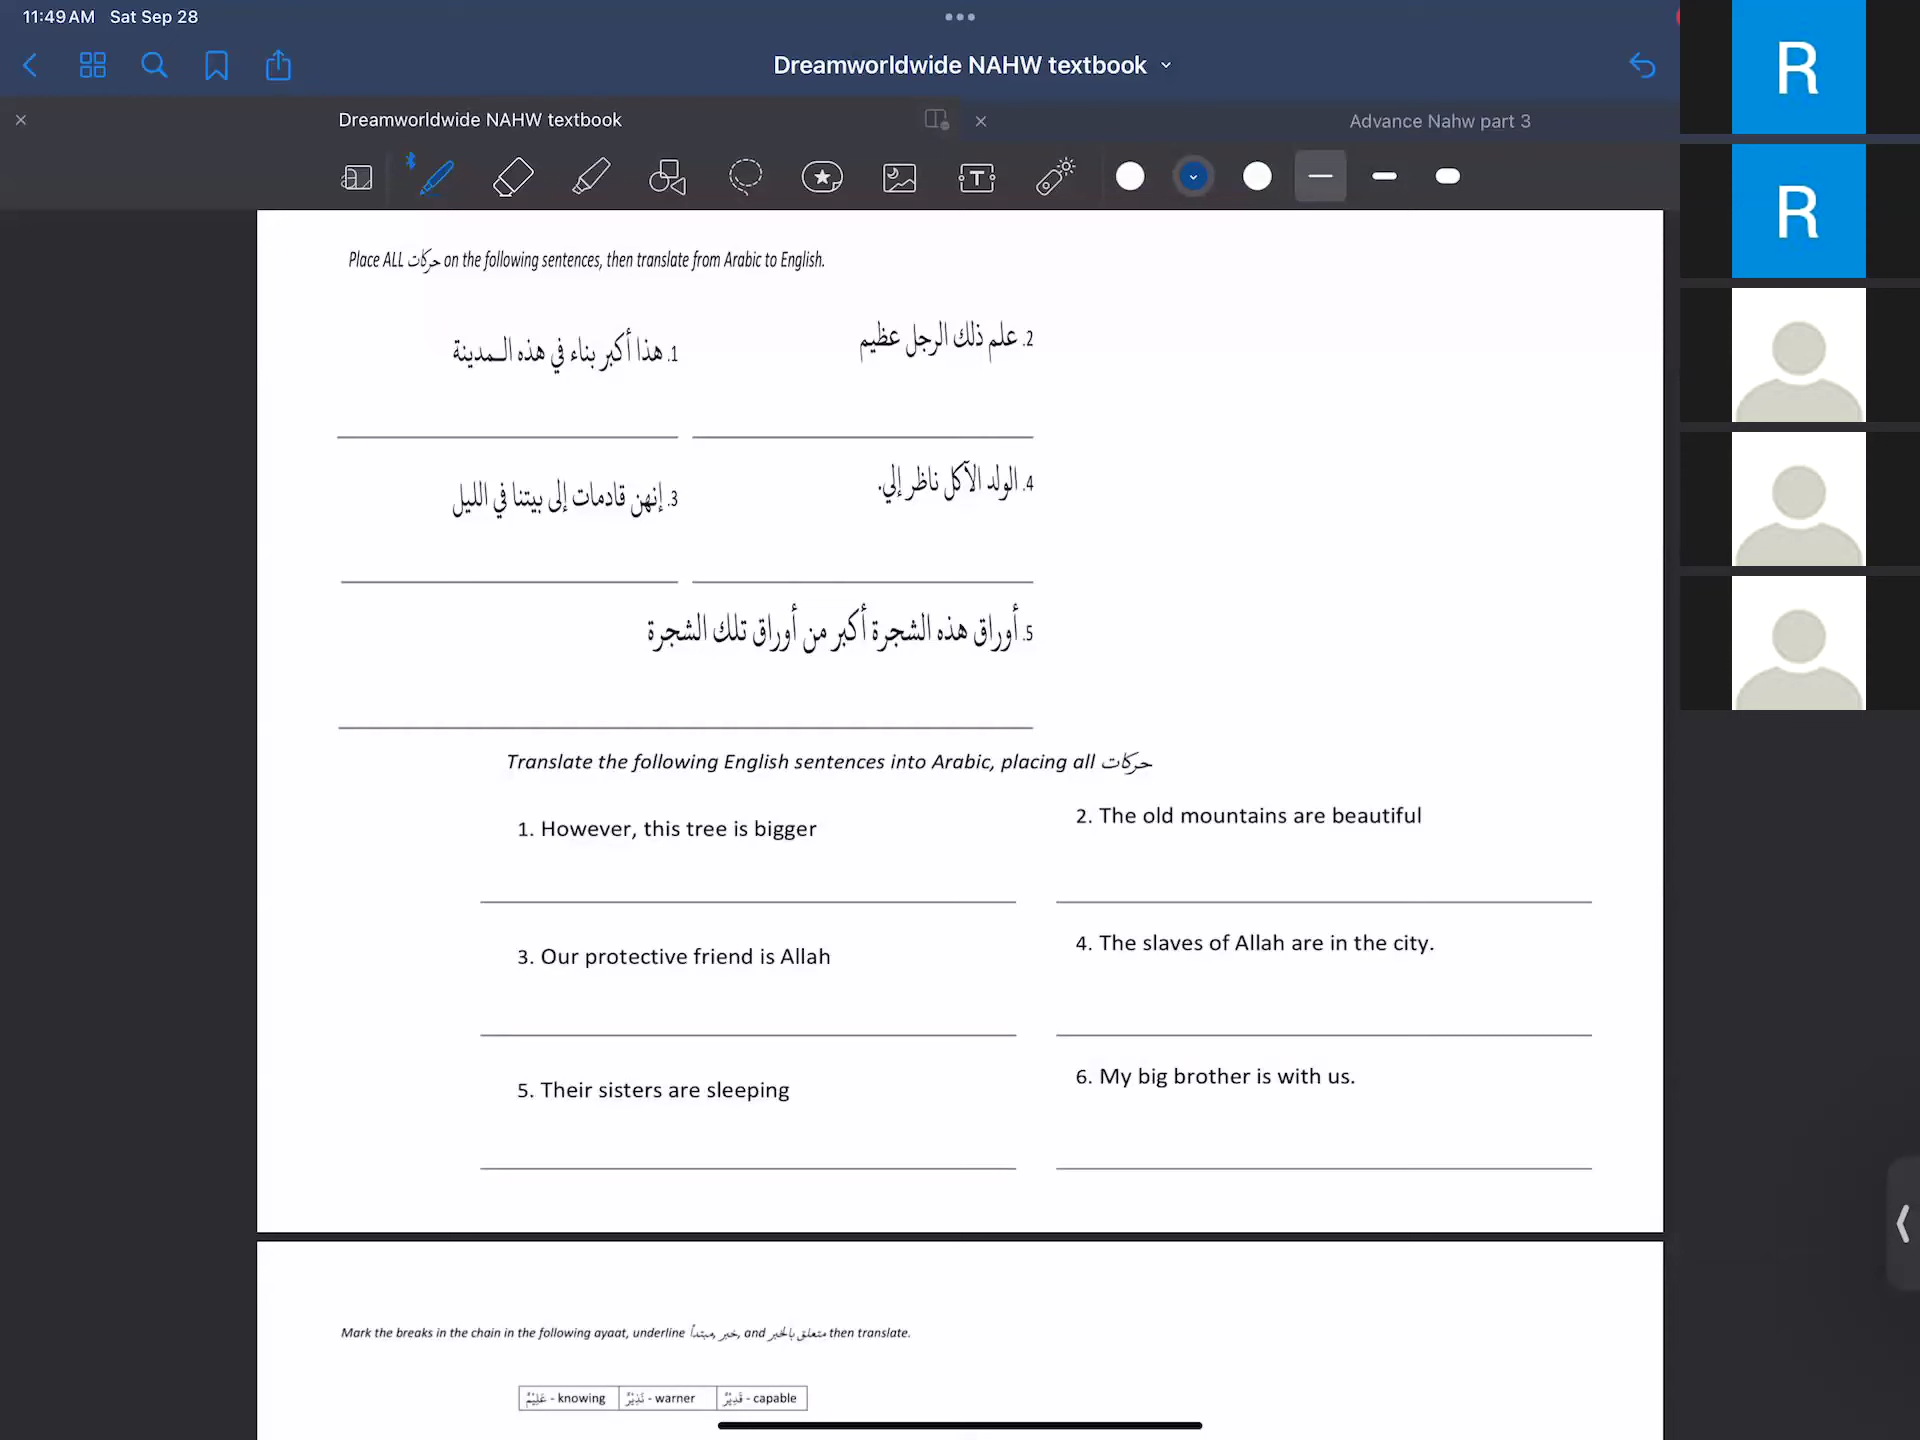 11:49 AM Sat Sep 28
Dreamworldwide NAHW textbook
Dreamworldwide NAHW textbook
Advance Nahw part 3
R
R
Place ALL حركات on the following sentences, then translate from Arabic to English.
1. هذا أكبر بناء في هذه الـمدينة
2. علم ذلك الرجل عظيم
3. إنهن قادمات إلى بيتنا في الليل
4. الولد الآكل ناظر إلي.
5. أوراق هذه الشجرة أكبر من أوراق تلك الشجرة
Translate the following English sentences into Arabic, placing all حركات
1. However, this tree is bigger
2. The old mountains are beautiful
3. Our protective friend is Allah
4. The slaves of Allah are in the city.
5. Their sisters are sleeping
6. My big brother is with us.
Mark the breaks in the chain in the following ayaat, underline مبتدأ, خبر, and متعلق بالخبر then translate.
عَلِيْمٌ - knowing
نَذِيْرٌ - warner
قَدِيْرٌ - capable